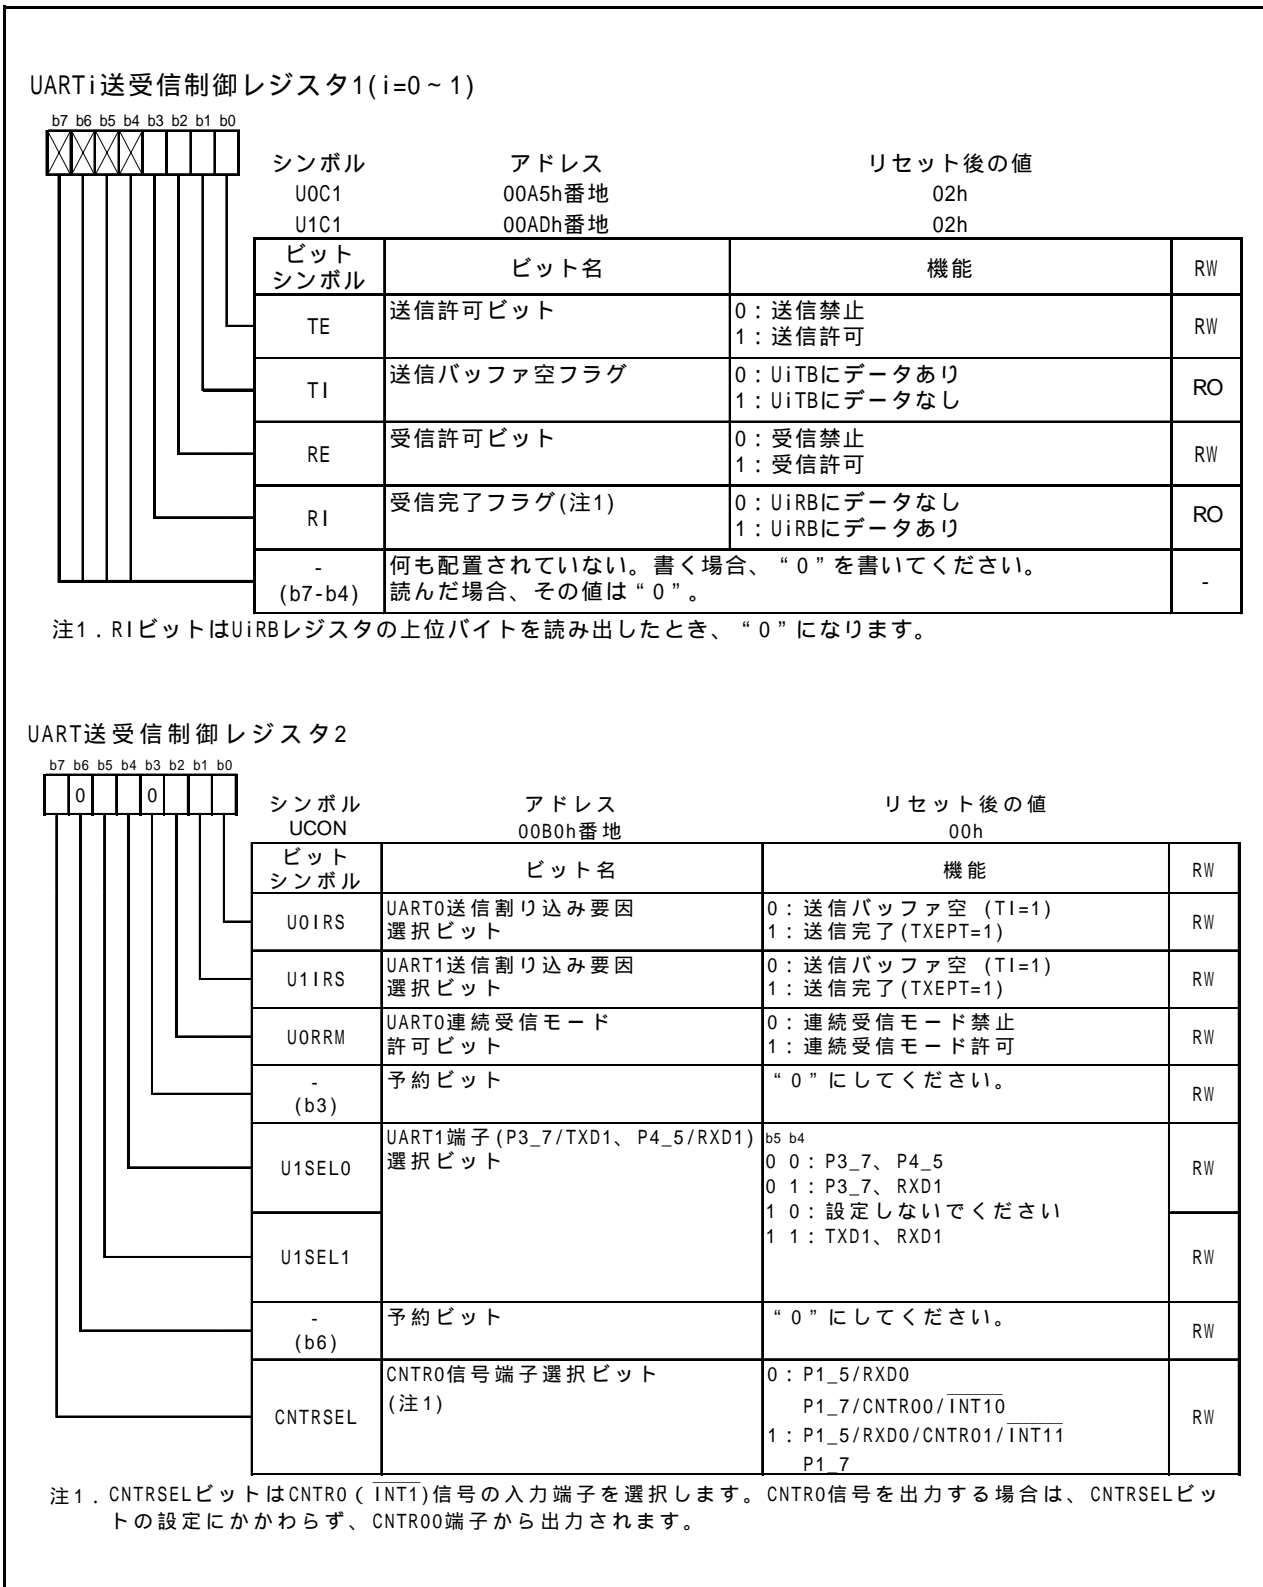 UARTi送受信制御レジスタ1(i=0~1)
b7 b6 b5 b4 b3 b2 b1 b0
シンボル アドレス リセット後の値
U0C1 00A5h番地 02h
U1C1 00ADh番地 02h
ビット
シンボル ビット名 機能 RW
TE 送信許可ビット 0:送信禁止
1:送信許可 RW
TI 送信バッファ空フラグ 0:UiTBにデータあり
1:UiTBにデータなし RO
RE 受信許可ビット 0:受信禁止
1:受信許可 RW
RI 受信完了フラグ(注1) 0:UiRBにデータなし
1:UiRBにデータあり RO
-
(b7-b4) 何も配置されていない。書く場合、“0”を書いてください。
読んだ場合、その値は“0”。 -
注1.RIビットはUiRBレジスタの上位バイトを読み出したとき、“0”になります。
UART送受信制御レジスタ2
b7 b6 b5 b4 b3 b2 b1 b0
0 0
シンボル アドレス リセット後の値
UCON 00B0h番地 00h
ビット
シンボル ビット名 機能 RW
U0IRS UART0送信割り込み要因
選択ビット 0:送信バッファ空 (TI=1)
1:送信完了(TXEPT=1) RW
U1IRS UART1送信割り込み要因
選択ビット 0:送信バッファ空 (TI=1)
1:送信完了(TXEPT=1) RW
U0RRM UART0連続受信モード
許可ビット 0:連続受信モード禁止
1:連続受信モード許可 RW
-
(b3) 予約ビット “0”にしてください。 RW
U1SEL0 UART1端子(P3_7/TXD1、P4_5/RXD1)
選択ビット b5 b4
0 0:P3_7、P4_5
0 1:P3_7、RXD1 RW
1 0:設定しないでください
1 1:TXD1、RXD1
U1SEL1 RW
-
(b6) 予約ビット “0”にしてください。 RW
CNTRSEL CNTR0信号端子選択ビット
(注1) 0:P1_5/RXD0
P1_7/CNTR00/INT10
1:P1_5/RXD0/CNTR01/INT11
P1_7 RW
注1.CNTRSELビットはCNTR0(INT1)信号の入力端子を選択します。CNTR0信号を出力する場合は、CNTRSELビッ
トの設定にかかわらず、CNTR00端子から出力されます。